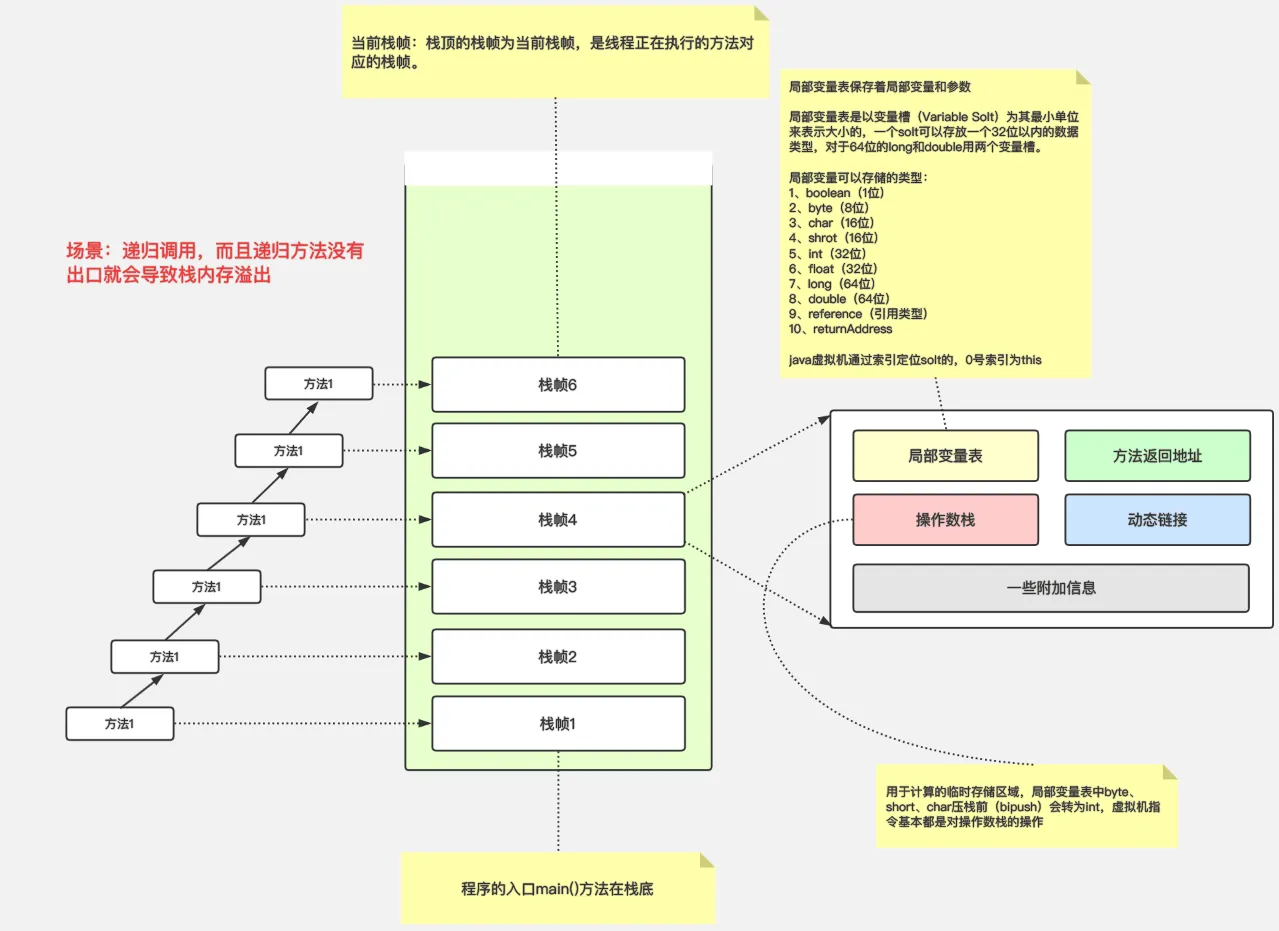 当前栈帧：栈顶的栈帧为当前栈帧，是线程正在执行的方法对
应的栈帧。
局部变量表保存着局部变量和参数
局部变量表是以变量槽（Variable Solt）为其最小单位
来表示大小的，一个solt可以存放一个32位以内的数据
类型，对于64位的long和double用两个变量槽。
局部变量可以存储的类型：
1、boolean（1位）
2、byte（8位）
3、char（16位）
4、shrot（16位）
5、int（32位）
6、float（32位）
7、long（64位）
8、double（64位）
9、reference（引用类型）
10、returnAddress
java虚拟机通过索引定位solt的，0号索引为this
场景：递归调用，而且递归方法没有
出口就会导致栈内存溢出
方法1
栈帧6
方法1
栈帧5
方法1
栈帧4
方法1
栈帧3
方法1
栈帧2
方法1
栈帧1
局部变量表
方法返回地址
操作数栈
动态链接
一些附加信息
用于计算的临时存储区域，局部变量表中byte、
short、char压栈前（bipush）会转为int，虚拟机指
令基本都是对操作数栈的操作
程序的入口main()方法在栈底